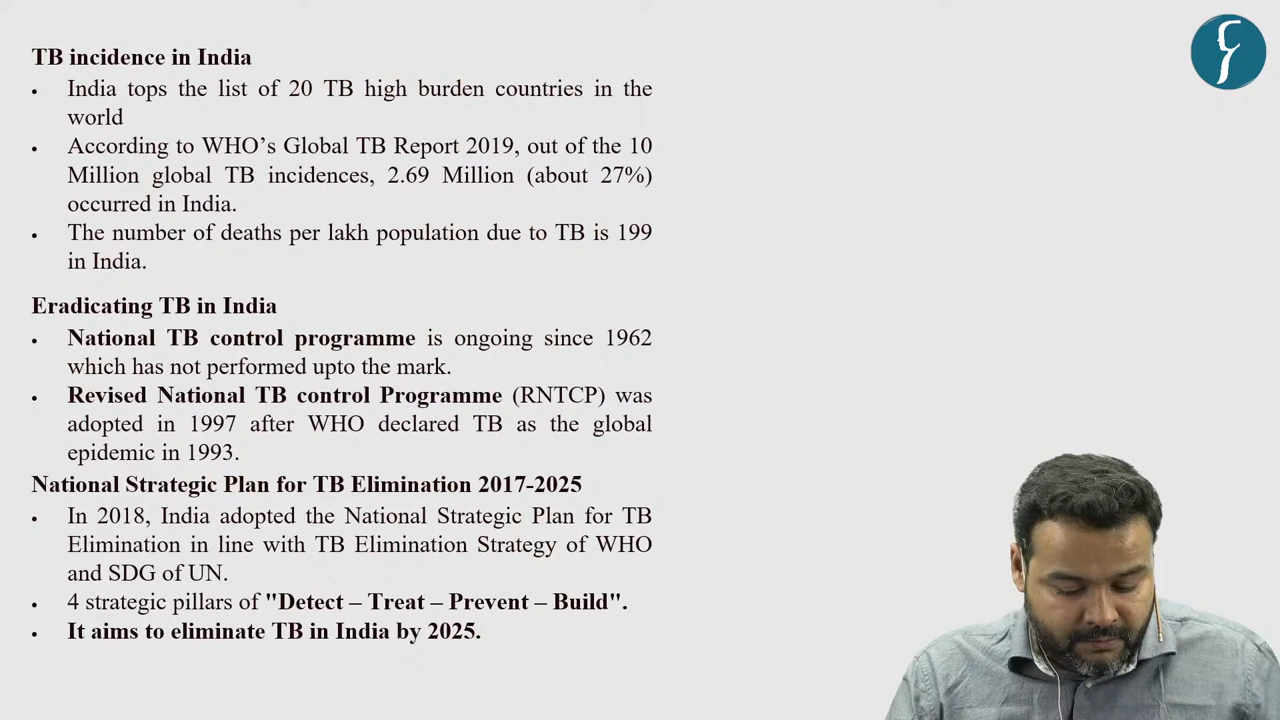 TB incidence in India
• India tops the list of 20 TB high burden countries in the
world
• According to WHO's Global TB Report 2019, out of the 10
Million global TB incidences, 2.69 Million (about 27%)
occurred in India.
• The number of deaths per lakh population due to TB is 199
in India.
Eradicating TB in India
• National TB control programme is ongoing since 1962
which has not performed upto the mark.
• Revised National TB control Programme (RNTCP) was
adopted in 1997 after WHO declared TB as the global
epidemic in 1993.
National Strategic Plan for TB Elimination 2017-2025
• In 2018, India adopted the National Strategic Plan for TB
Elimination in line with TB Elimination Strategy of WHO
and SDG of UN.
• 4 strategic pillars of "Detect – Treat – Prevent – Build".
• It aims to eliminate TB in India by 2025.